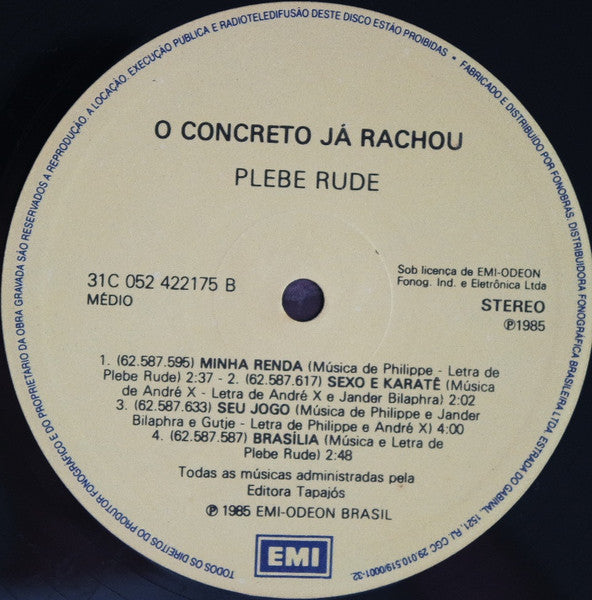 TODOS OS DIREITOS DO PRODUTOR FONOGRÁFICO E DO PROPRIETÁRIO DA OBRA GRAVADA SÃO RESERVADOS A REPRODUÇÃO, A LOCAÇÃO, EXECUÇÃO PUBLICA E RADIOTELEDIFUSÃO DESTE DISCO ESTÃO PROIBIDAS. • FABRICADO E DISTRIBUIDO POR FONOBRAS, DISTRIBUIDORA FONOGRÁFICA BRASILEIRA LTDA ESTRADA DO GABINAL, 1521, RJ. CGC 29.010.519/0001-32.
O CONCRETO JÁ RACHOU
PLEBE RUDE
31C 052 422175 B
MÉDIO
Sob licença de EMI-ODEON
Fonog. Ind. e Eletrônica Ltda
STEREO
℗1985
1. (62.587.595) MINHA RENDA (Música de Philippe - Letra de
Plebe Rude) 2:37 - 2. (62.587.617) SEXO E KARATÊ (Música
de André X - Letra de André X e Jander Bilaphra) 2:02
3. (62.587.633) SEU JOGO (Música de Philippe e Jander
Bilaphra e Gutje - Letra de Philippe e André X) 4:00
4. (62.587.587) BRASÍLIA (Música e Letra de
Plebe Rude) 2:48
Todas as músicas administradas pela
Editora Tapajós
℗ 1985 EMI-ODEON BRASIL
EMI